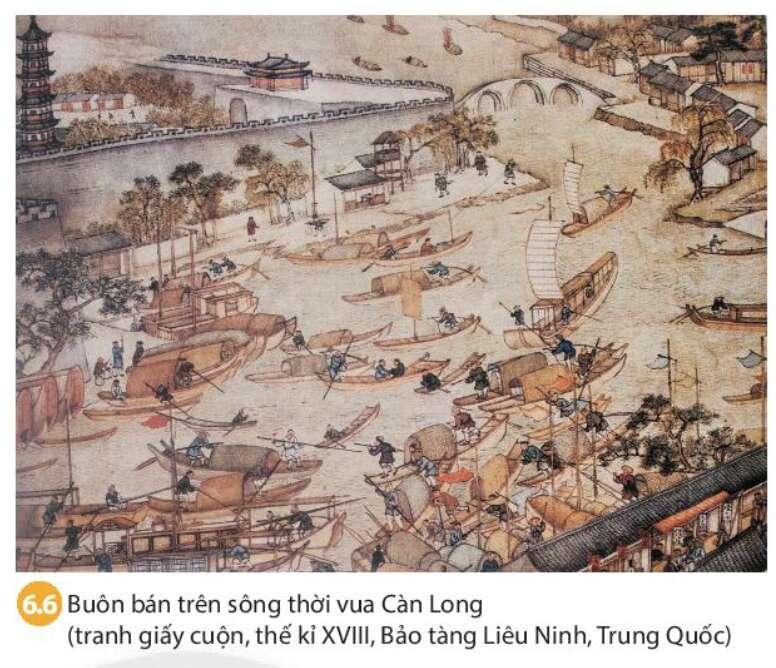 6.6 Buôn bán trên sông thời vua Càn Long
(tranh giấy cuộn, thế kỉ XVIII, Bảo tàng Liêu Ninh, Trung Quốc)